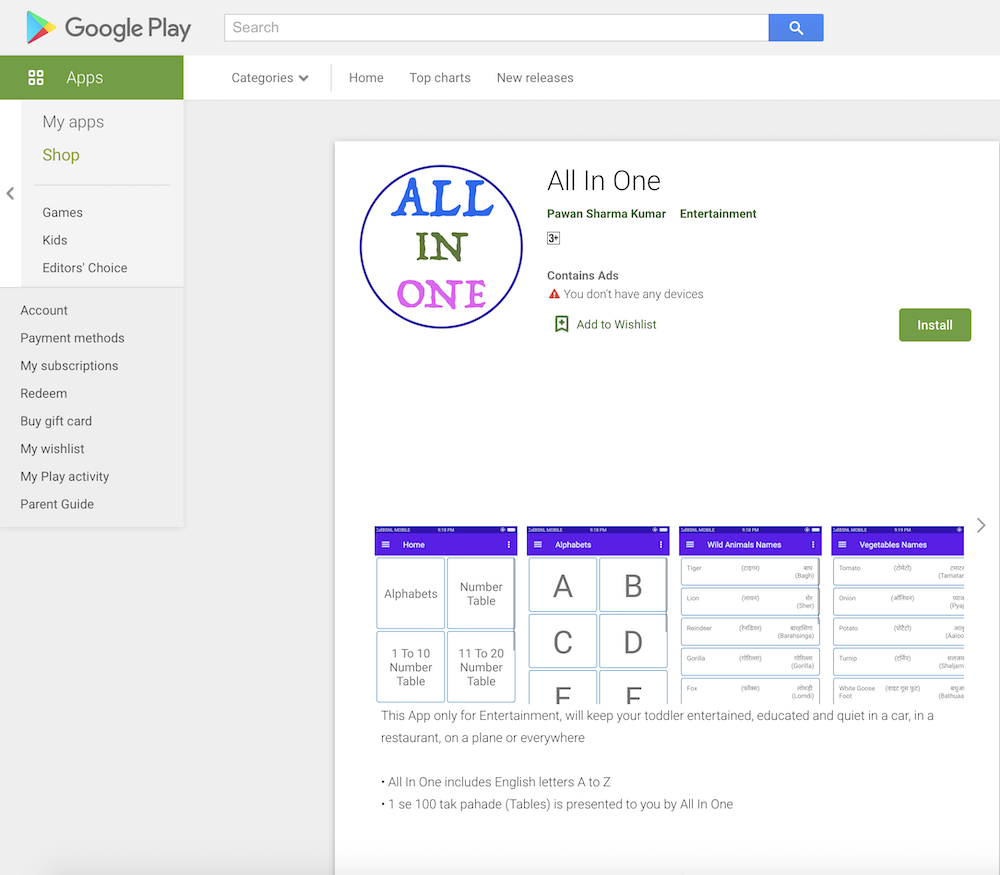 Google Play
Search
Apps
Categories Home Top charts New releases
My apps
Shop
Games
Kids
Editors' Choice
Account
Payment methods
My subscriptions
Redeem
Buy gift card
My wishlist
My Play activity
Parent Guide
ALL
IN
ONE
All In One
Pawan Sharma Kumar Entertainment
3+
Contains Ads
You don't have any devices
Add to Wishlist
Install
BSNL MOBILE 9:18 PM
Home
Alphabets
Number
Table
1 To 10
Number
Table
11 To 20
Number
Table
BSNL MOBILE 9:18 PM
Alphabets
A B
C D
BSNL MOBILE 9:18 PM
Wild Animals Names
Tiger (टाइगर) बाघ
(Bagh)
Lion (लायन) शेर
(Sher)
Reindeer (रेनडियर) बारहसिंगा
(Barahsinga)
Gorilla (गोरिल्ला) गोरिल्ला
(Gorilla)
Fox (फॉक्स) लोमड़ी
(Lomdi)
BSNL MOBILE 9:19 PM
Vegetables Names
Tomato (टोमेटो) टमाटर
(Tamatar
Onion (ऑनियन)
(Pyaj
Potato (पोटैटो)
(Aaloo
Turnip (टर्निप) शलजम
(Shaljam
White Goose (वाइट गूस फूट) बथुआ
Foot (Bathuaa
This App only for Entertainment, will keep your toddler entertained, educated and quiet in a car, in a
restaurant, on a plane or everywhere
• All In One includes English letters A to Z
• 1 se 100 tak pahade (Tables) is presented to you by All In One